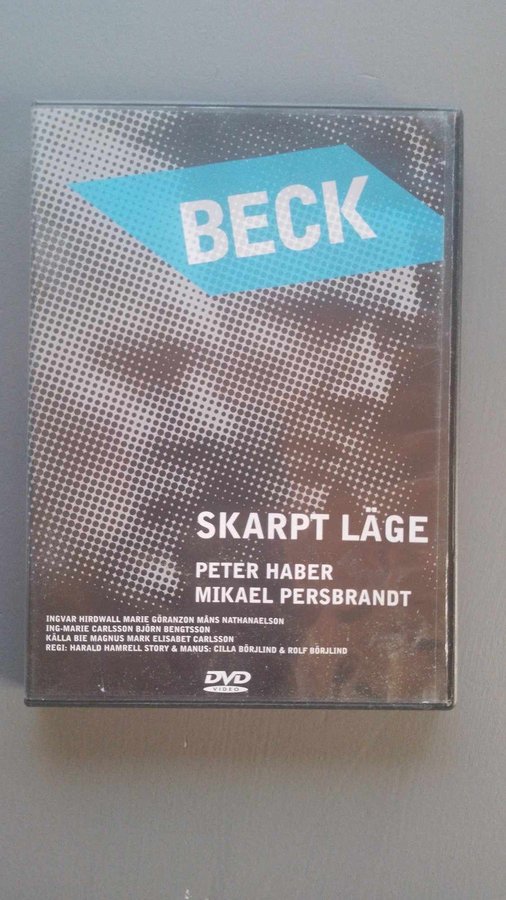 BECK
SKARPT LÄGE
PETER HABER
MIKAEL PERSBRANDT
INGVAR HIRDWALL MARIE GÖRANZON MÅNS NATHANAELSON
ING-MARIE CARLSSON BJÖRN BENGTSSON
KÄLLA BIE MAGNUS MARK ELISABET CARLSSON
REGI: HARALD HAMRELL STORY & MANUS: CILLA BÖRJLIND & ROLF BÖRJLIND
DVD
VIDEO